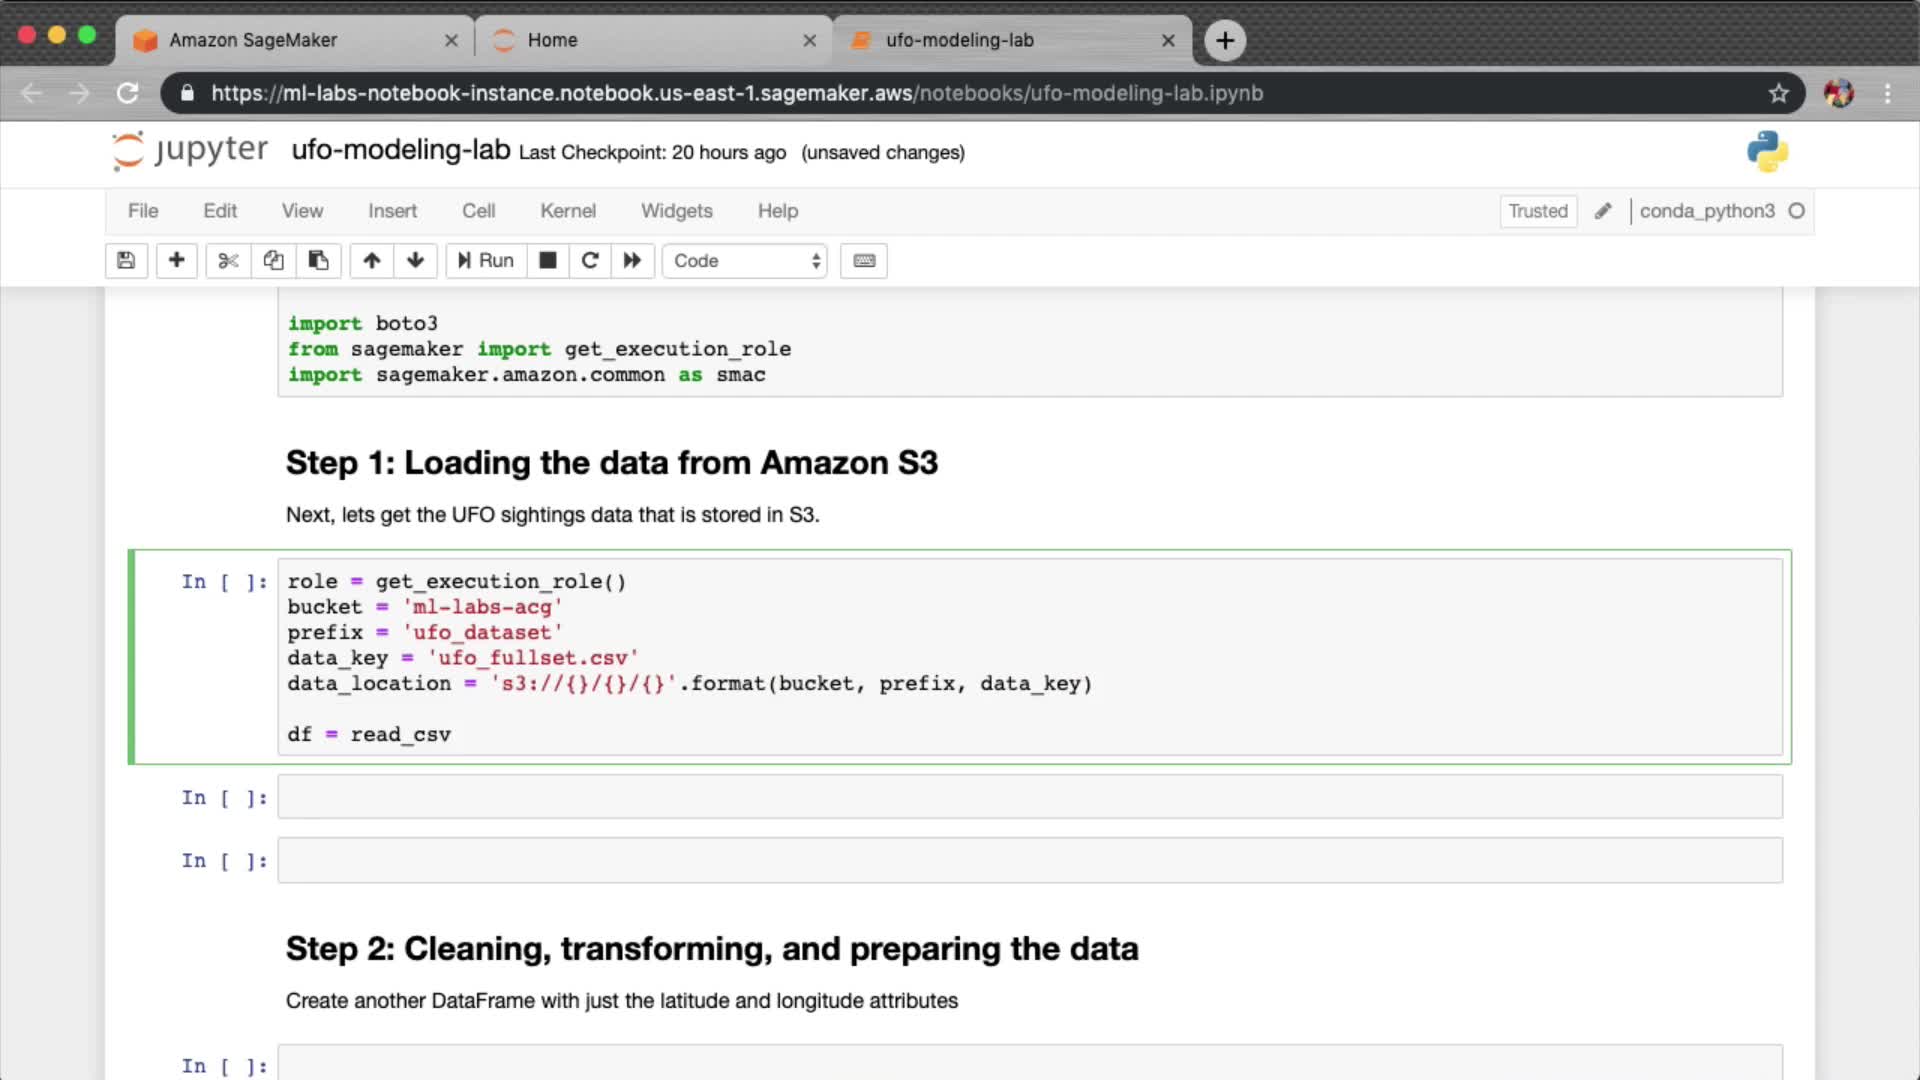 Amazon SageMaker
Home
ufo-modeling-lab
https://ml-labs-notebook-instance.notebook.us-east-1.sagemaker.aws/notebooks/ufo-modeling-lab.ipynb
jupyter ufo-modeling-lab Last Checkpoint: 20 hours ago (unsaved changes)
File Edit View Insert Cell Kernel Widgets Help Trusted conda_python3
Run Code
import boto3
from sagemaker import get_execution_role
import sagemaker.amazon.common as smac
Step 1: Loading the data from Amazon S3
Next, lets get the UFO sightings data that is stored in S3.
In [ ]: role = get_execution_role()
bucket = 'ml-labs-acg'
prefix = 'ufo_dataset'
data_key = 'ufo_fullset.csv'
data_location = 's3://{}/{}/{}'.format(bucket, prefix, data_key)
df = read_csv
In [ ]:
In [ ]:
Step 2: Cleaning, transforming, and preparing the data
Create another DataFrame with just the latitude and longitude attributes
In [ ]: